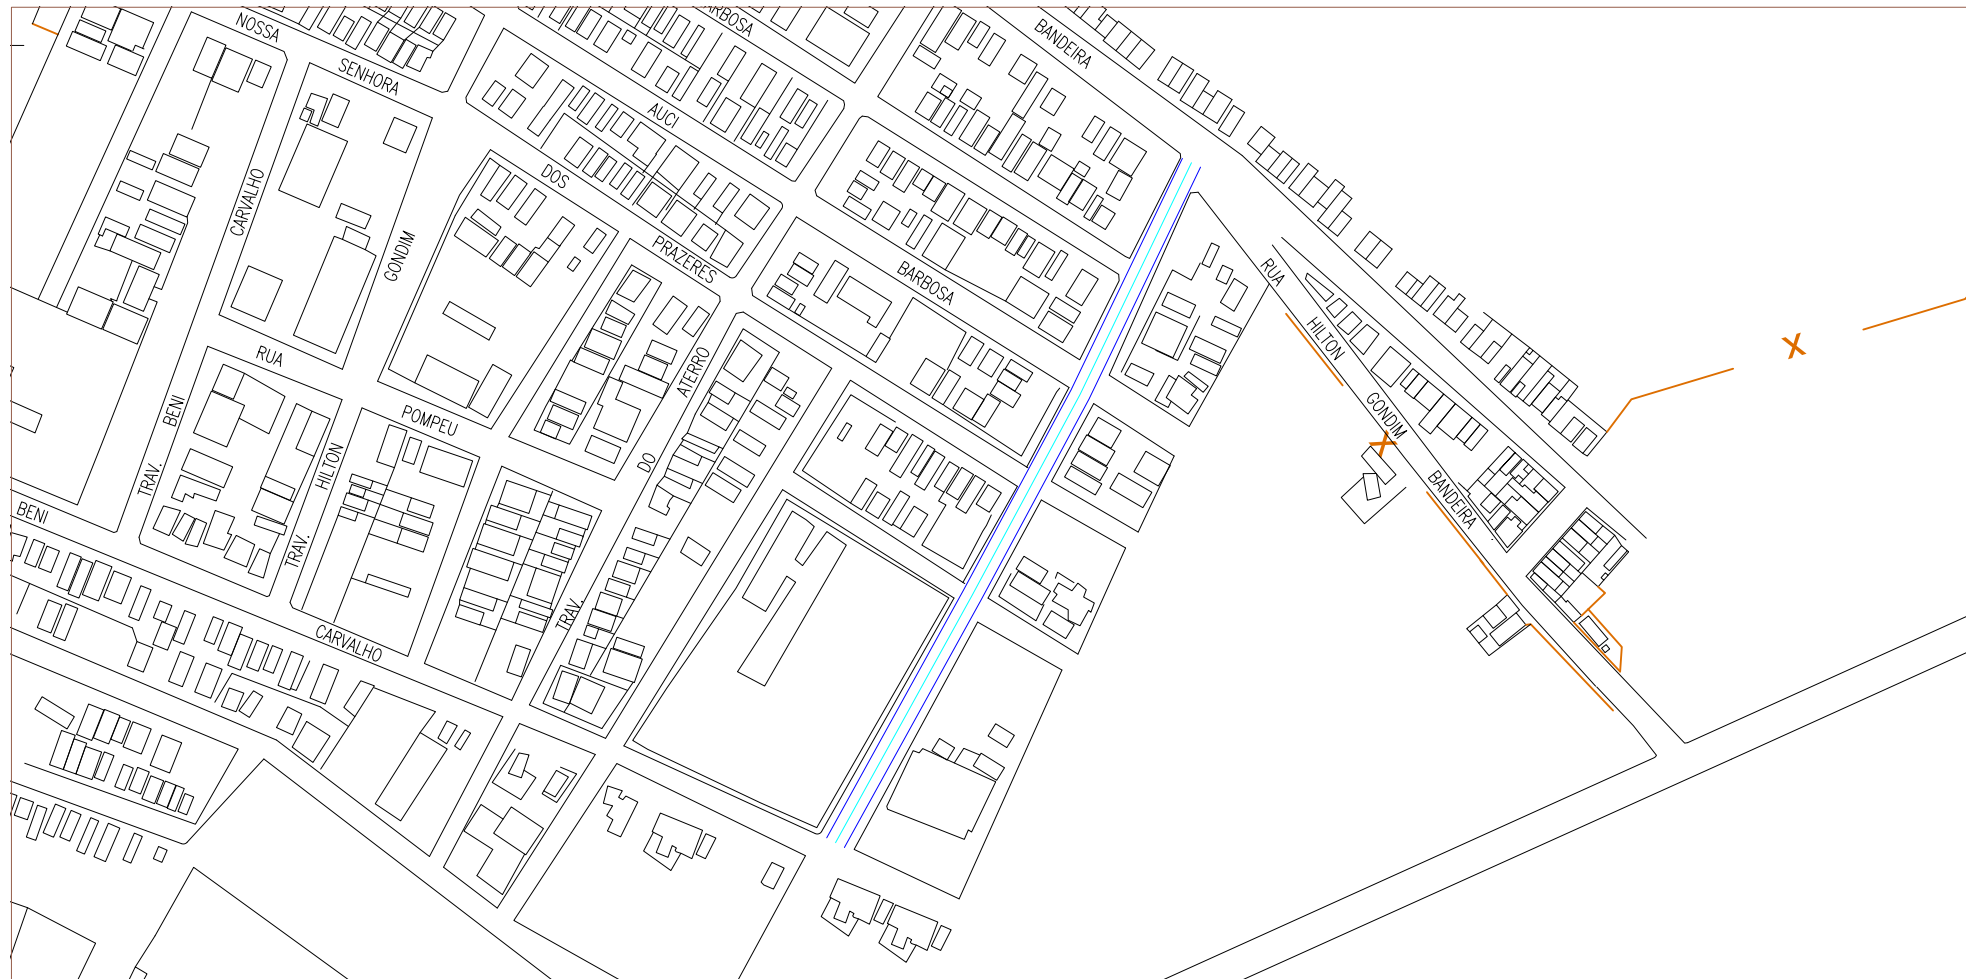 NOSSA
SENHORA
DOS
PRAZERES
BARBOSA
AUCI
BARBOSA
BANDEIRA
TRAV.
BENI
CARVALHO
RUA
POMPEU
TRAV.
HILTON
GONDIM
TRAV.
DO
ATERRO
BENI
CARVALHO
RUA
HILTON
GONDIM
BANDEIRA
X
X